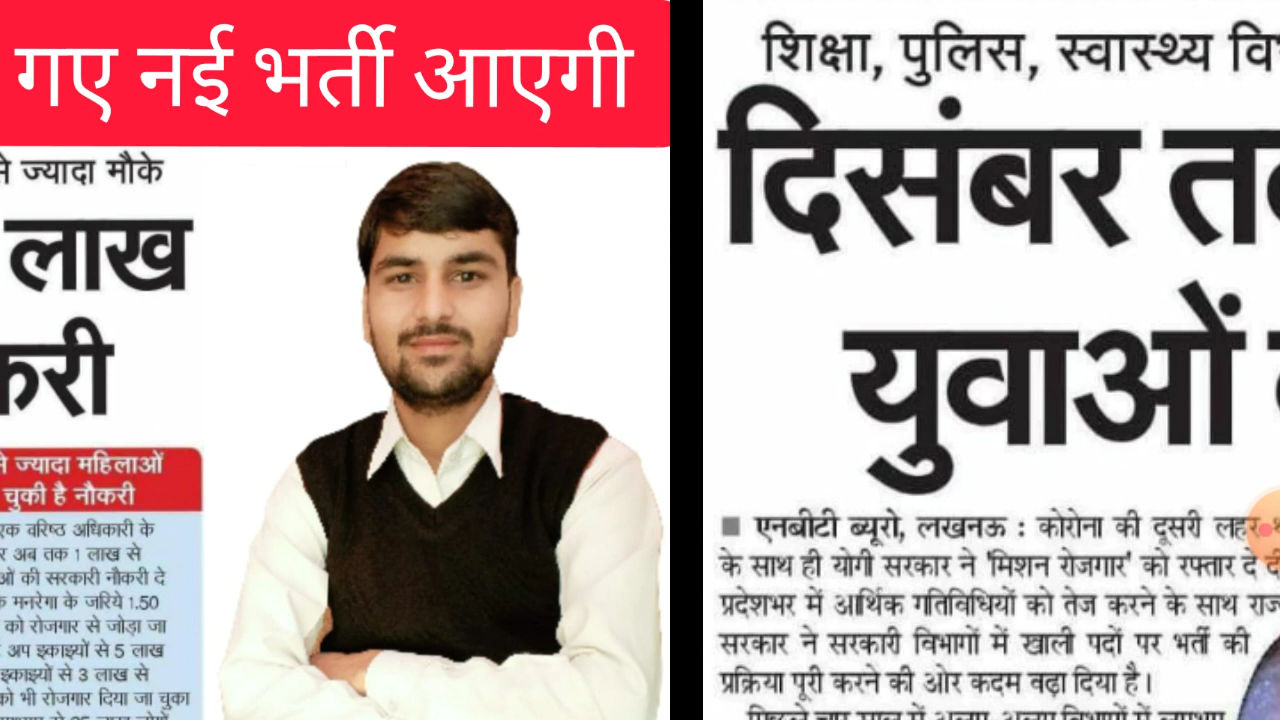 गए नई भर्ती आएगी
से ज्यादा मौके
लाख
करी
से ज्यादा महिलाओं
चुकी है नौकरी
एक वरिष्ठ अधिकारी के
र अब तक 1 लाख से
ओं की सरकारी नौकरी दे
मनरेगा के जरिये 1.50
को रोजगार से जोड़ा जा
अप इकाइयों से 5 लाख
इकाइयों से 3 लाख से
को भी रोजगार दिया जा चुका
शिक्षा, पुलिस, स्वास्थ्य वि
दिसंबर त
युवाओं
■ एनबीटी ब्यूरो, लखनऊ : कोरोना की दूसरी लहर
के साथ ही योगी सरकार ने 'मिशन रोजगार' को रफ्तार दे दी
प्रदेशभर में आर्थिक गतिविधियों को तेज करने के साथ राज
सरकार ने सरकारी विभागों में खाली पदों पर भर्ती की
प्रक्रिया पूरी करने की ओर कदम बढ़ा दिया है।